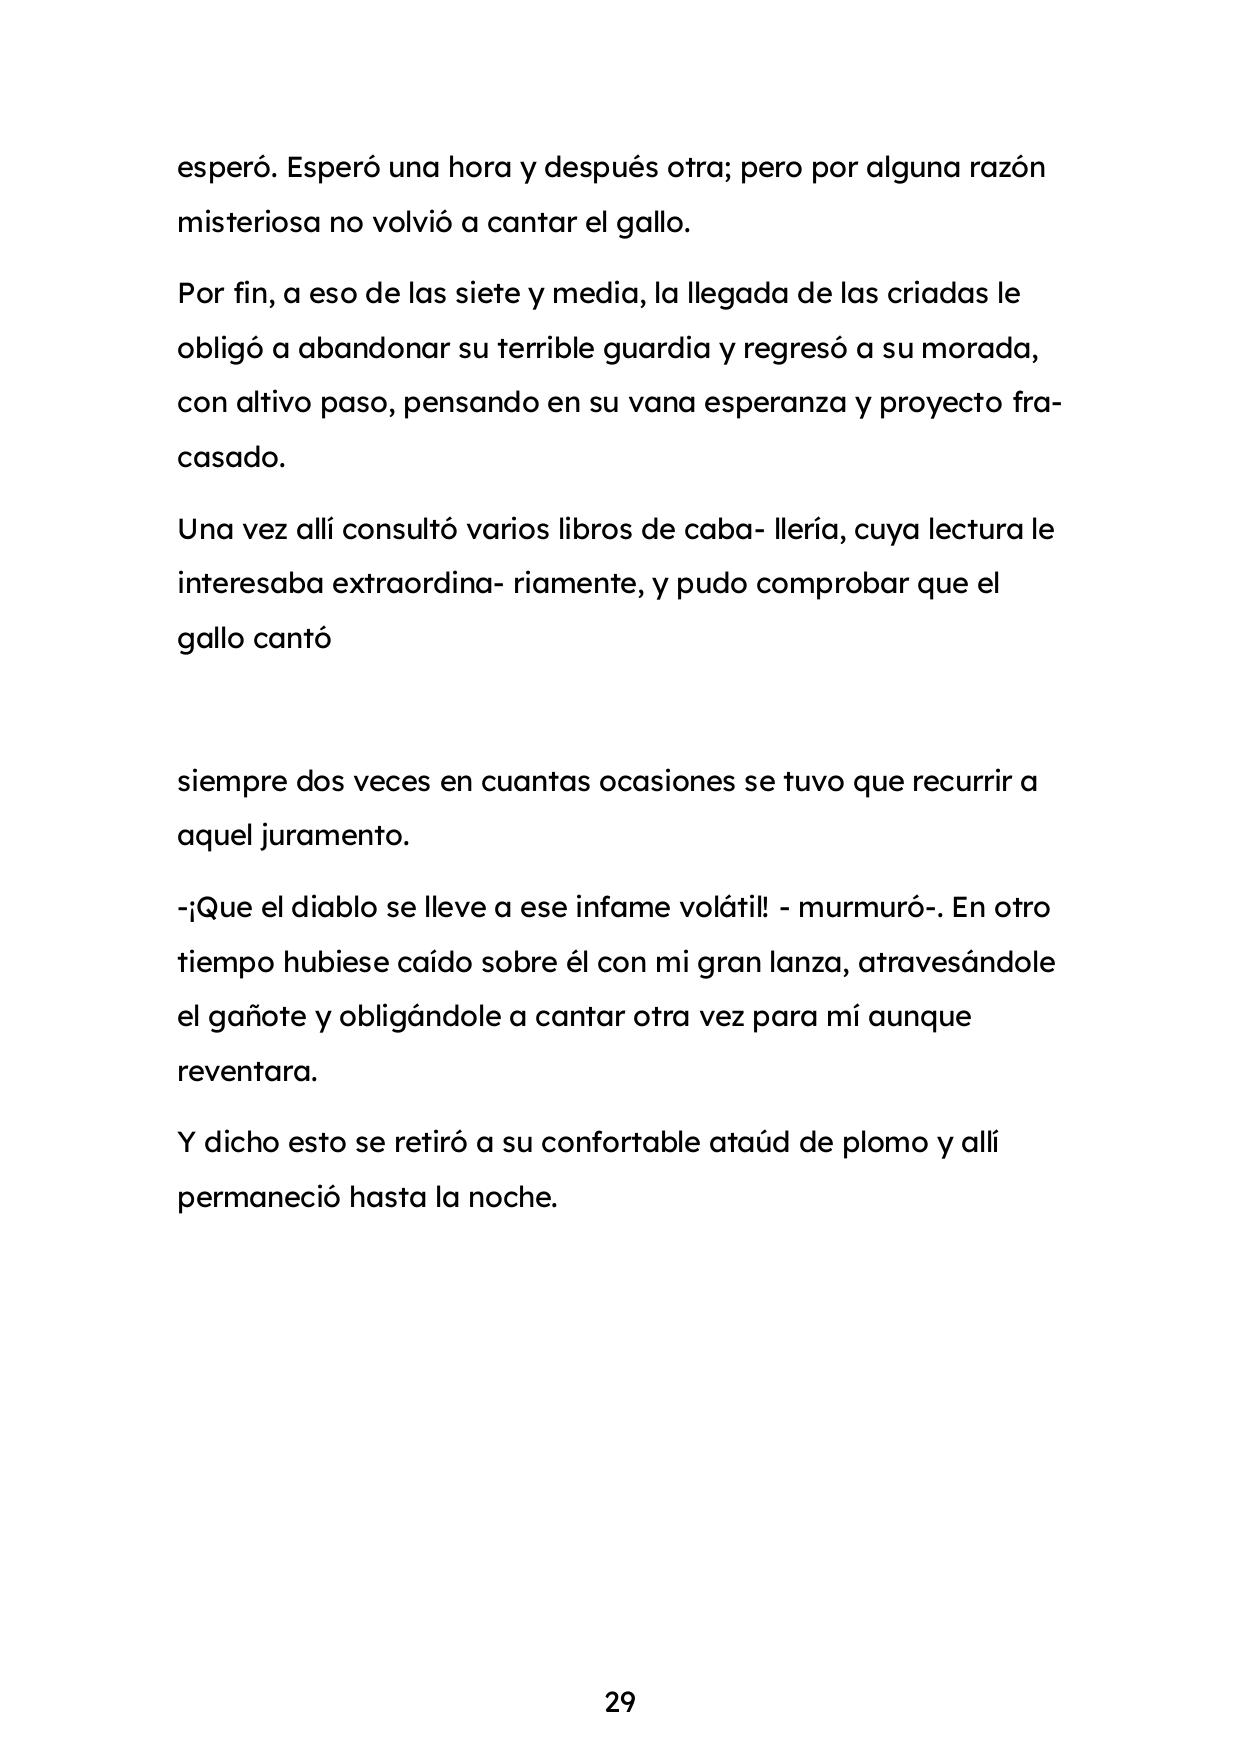 esperó. Esperó una hora y después otra; pero por alguna razón
misteriosa no volvió a cantar el gallo.
Por fin, a eso de las siete y media, la llegada de las criadas le
obligó a abandonar su terrible guardia y regresó a su morada,
con altivo paso, pensando en su vana esperanza y proyecto fra-
casado.
Una vez allí consultó varios libros de caba- llería, cuya lectura le
interesaba extraordina- riamente, y pudo comprobar que el
gallo cantó
siempre dos veces en cuantas ocasiones se tuvo que recurrir a
aquel juramento.
-¡Que el diablo se lleve a ese infame volátil! - murmuró-. En otro
tiempo hubiese caído sobre él con mi gran lanza, atravesándole
el gañote y obligándole a cantar otra vez para mí aunque
reventara.
Y dicho esto se retiró a su confortable ataúd de plomo y allí
permaneció hasta la noche.
29